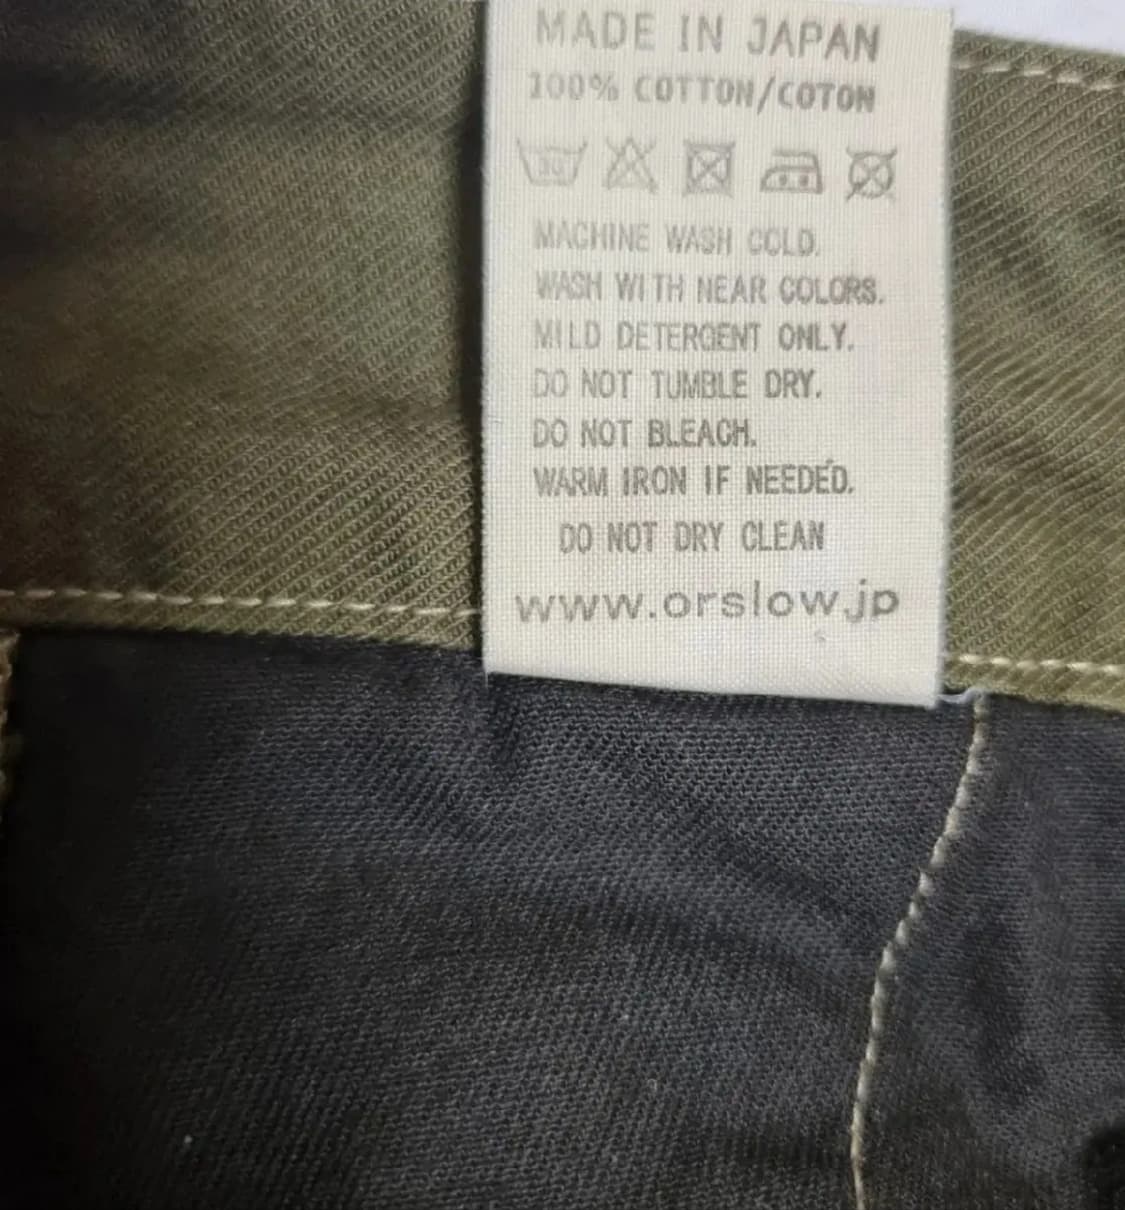 MADE IN JAPAN
100% COTTON/COTON
30
MACHINE WASH COLD.
WASH WITH NEAR COLORS.
MILD DETERGENT ONLY.
DO NOT TUMBLE DRY.
DO NOT BLEACH.
WARM IRON IF NEEDED.
DO NOT DRY CLEAN
www.orslow.jp